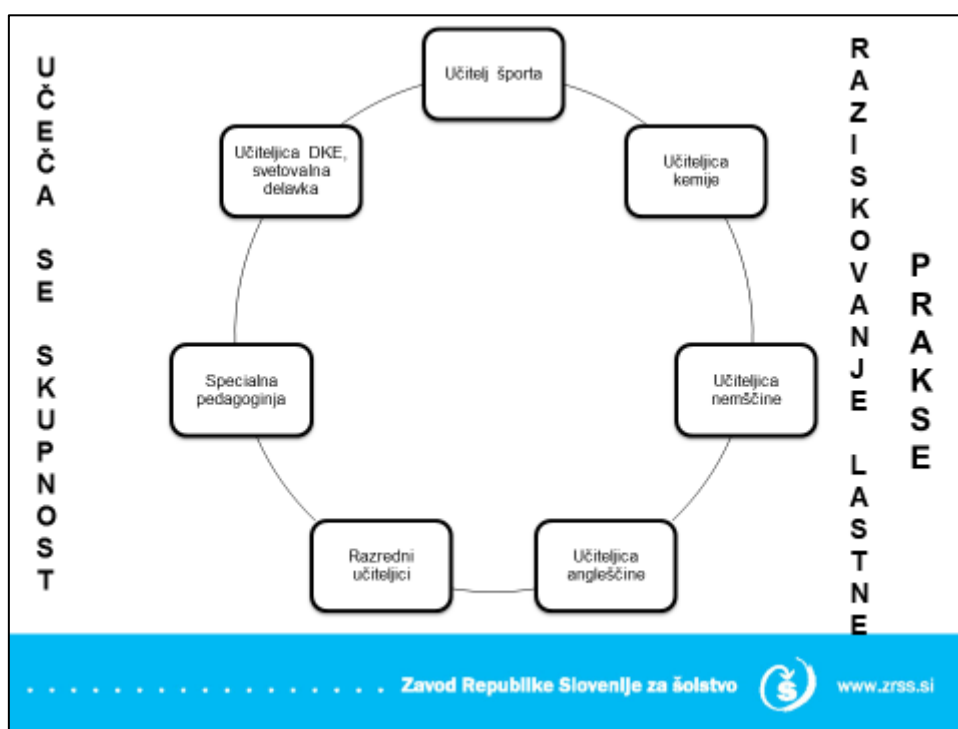 UČEČA SE SKUPNOST
Učitelj športa
Učiteljica
kemije
Učiteljica
nemščine
Učiteljica
angleščine
Razredni
učiteljici
Specialna
pedagoginja
Učiteljica DKE,
svetovalna
delavka
RAZISKOVANJE LASTNE
PRAKSE
Zavod Republike Slovenije za šolstvo
š
www.zrss.si